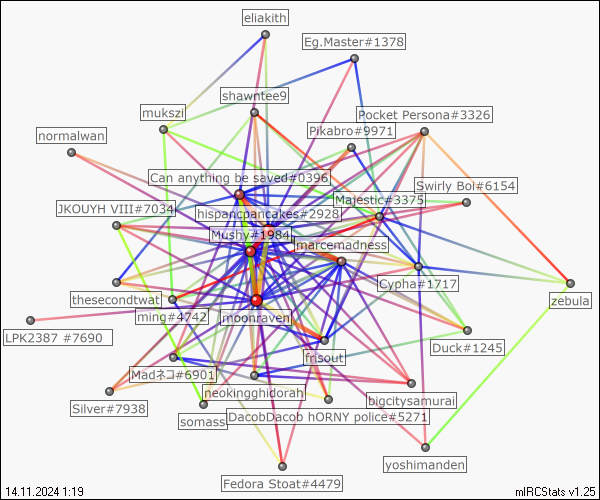 eliakith
Eg.Master#1378
shawntee9
mukszi
Pocket Persona#3326
Pikabro#9971
normalwan
Can anything be saved#0396
Swirly Boi#6154
Majestic#3375
JKOUYH VIII#7034
hispancpancakes#2928
Mushy#1984
marcemadness
Cypha#1717
thesecondtwat
zebula
ming#4742
moonraven
LPK2387 #7690
Duck#1245
frisout
Madネコ#6901
neokingghidorah
bigcitysamurai
Silver#7938
somass
DacobDacob hORNY police#5271
yoshimanden
Fedora Stoat#4479
14.11.2024 1:19
mIRCStats v1.25